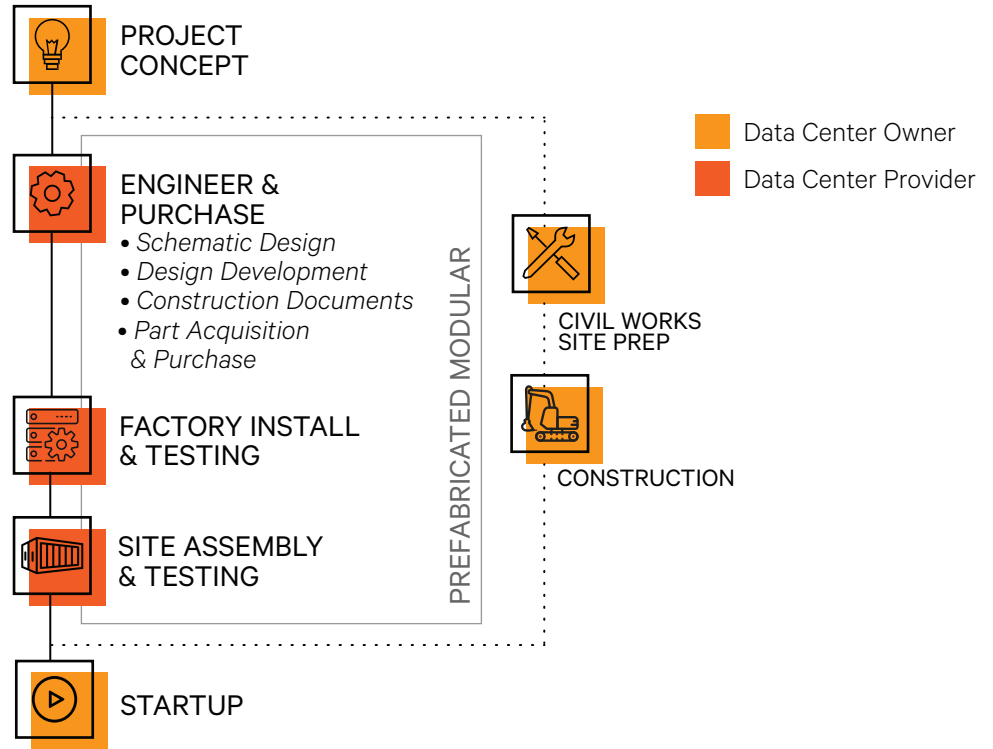 PROJECT
CONCEPT
Data Center Owner
Data Center Provider
ENGINEER &
PURCHASE
• Schematic Design
• Design Development
• Construction Documents
• Part Acquisition
& Purchase
PREFABRICATED MODULAR
CIVIL WORKS
SITE PREP
FACTORY INSTALL
& TESTING
CONSTRUCTION
SITE ASSEMBLY
& TESTING
STARTUP